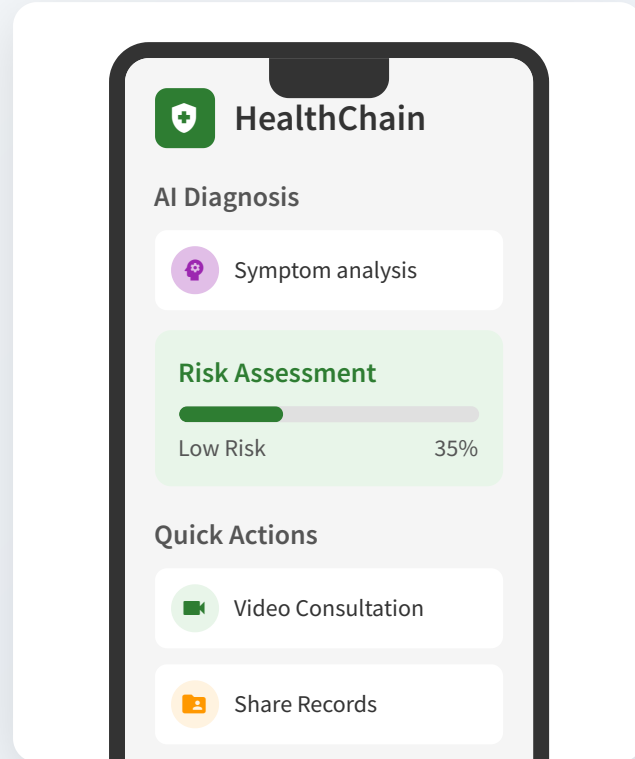 HealthChain
AI Diagnosis
Symptom analysis
Risk Assessment
Low Risk 35%
Quick Actions
Video Consultation
Share Records